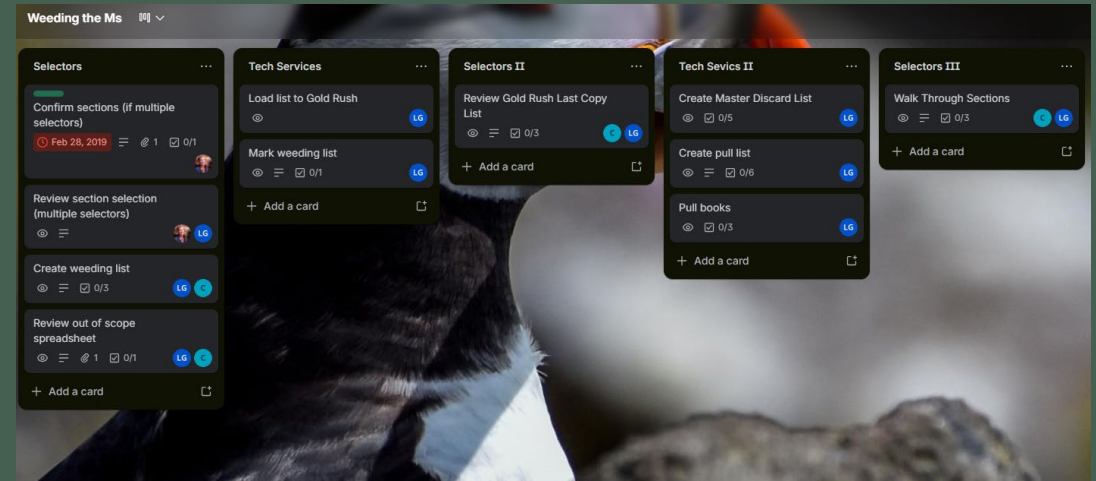 Weeding the Ms
Selectors
Confirm sections (if multiple
selectors)
Feb 28, 2019 1 0/1
Review section selection
(multiple selectors)
LG
Create weeding list
0/3 LG C
Review out of scope
spreadsheet
1 0/1 LG C
+ Add a card
Tech Services
Load list to Gold Rush
LG
Mark weeding list
0/1 LG
+ Add a card
Selectors II
Review Gold Rush Last Copy
List
0/3 C LG
+ Add a card
Tech Sevics II
Create Master Discard List
0/5 LG
Create pull list
0/6 LG
Pull books
0/3 LG
+ Add a card
Selectors III
Walk Through Sections
0/3 C LG
+ Add a card